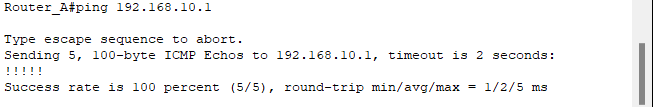 Router_A#ping 192.168.10.1
Type escape sequence to abort.
Sending 5, 100-byte ICMP Echos to 192.168.10.1, timeout is 2 seconds:
!!!!!
Success rate is 100 percent (5/5), round-trip min/avg/max = 1/2/5 ms